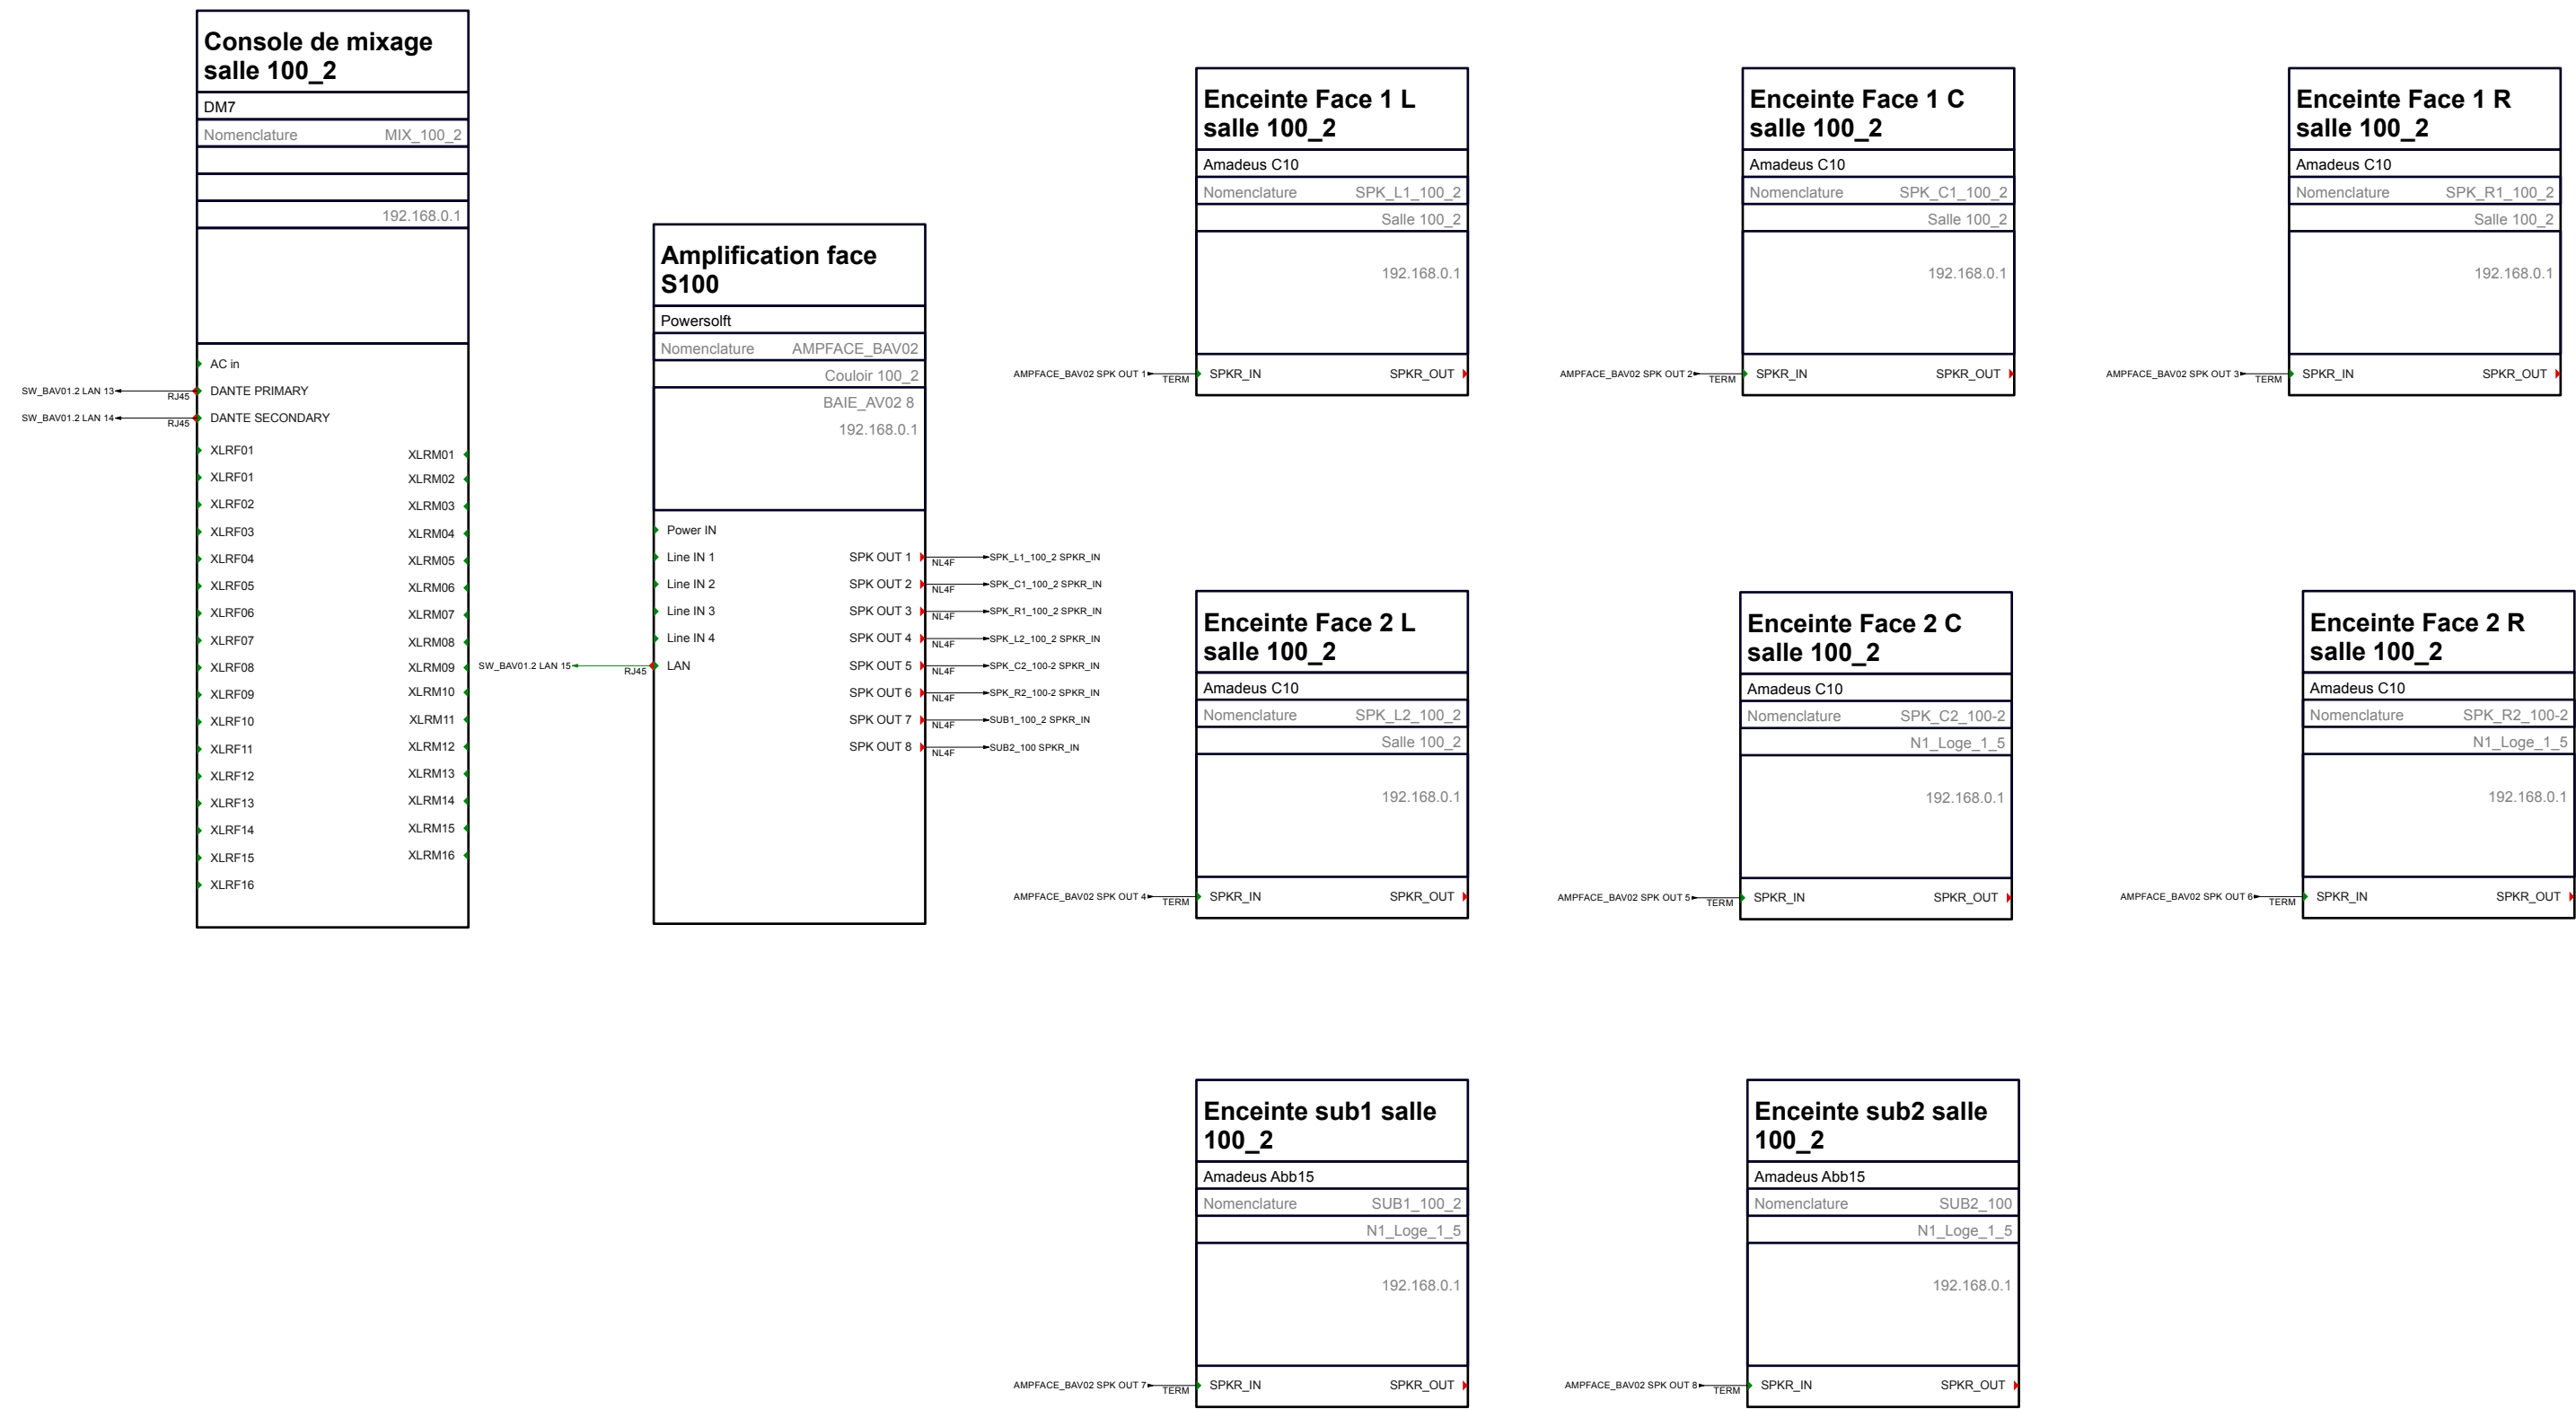 Console de mixage
salle 100_2
DM7
Nomenclature MIX_100_2
192.168.0.1
AC in
SW_BAV01.2 LAN 13 RJ45 DANTE PRIMARY
SW_BAV01.2 LAN 14 RJ45 DANTE SECONDARY
XLRF01 XLRM01
XLRF01 XLRM02
XLRF02 XLRM03
XLRF03 XLRM04
XLRF04 XLRM05
XLRF05 XLRM06
XLRF06 XLRM07
XLRF07 XLRM08
XLRF08 XLRM09
XLRF09 XLRM10
XLRF10 XLRM11
XLRF11 XLRM12
XLRF12 XLRM13
XLRF13 XLRM14
XLRF14 XLRM15
XLRF15 XLRM16
XLRF16
Amplification face
S100
Powersolft
Nomenclature AMPFACE_BAV02
Couloir 100_2
BAIE_AV02 8
192.168.0.1
Power IN
Line IN 1 SPK OUT 1 NL4F SPK_L1_100_2 SPKR_IN
Line IN 2 SPK OUT 2 NL4F SPK_C1_100_2 SPKR_IN
Line IN 3 SPK OUT 3 NL4F SPK_R1_100_2 SPKR_IN
Line IN 4 SPK OUT 4 NL4F SPK_L2_100_2 SPKR_IN
SW_BAV01.2 LAN 15 RJ45 LAN SPK OUT 5 NL4F SPK_C2_100-2 SPKR_IN
SPK OUT 6 NL4F SPK_R2_100-2 SPKR_IN
SPK OUT 7 NL4F SUB1_100_2 SPKR_IN
SPK OUT 8 NL4F SUB2_100 SPKR_IN
Enceinte Face 1 L
salle 100_2
Amadeus C10
Nomenclature SPK_L1_100_2
Salle 100_2
192.168.0.1
AMPFACE_BAV02 SPK OUT 1 TERM SPKR_IN SPKR_OUT
Enceinte Face 1 C
salle 100_2
Amadeus C10
Nomenclature SPK_C1_100_2
Salle 100_2
192.168.0.1
AMPFACE_BAV02 SPK OUT 2 TERM SPKR_IN SPKR_OUT
Enceinte Face 1 R
salle 100_2
Amadeus C10
Nomenclature SPK_R1_100_2
Salle 100_2
192.168.0.1
AMPFACE_BAV02 SPK OUT 3 TERM SPKR_IN SPKR_OUT
Enceinte Face 2 L
salle 100_2
Amadeus C10
Nomenclature SPK_L2_100_2
Salle 100_2
192.168.0.1
AMPFACE_BAV02 SPK OUT 4 TERM SPKR_IN SPKR_OUT
Enceinte Face 2 C
salle 100_2
Amadeus C10
Nomenclature SPK_C2_100-2
N1_Loge_1_5
192.168.0.1
AMPFACE_BAV02 SPK OUT 5 TERM SPKR_IN SPKR_OUT
Enceinte Face 2 R
salle 100_2
Amadeus C10
Nomenclature SPK_R2_100-2
N1_Loge_1_5
192.168.0.1
AMPFACE_BAV02 SPK OUT 6 TERM SPKR_IN SPKR_OUT
Enceinte sub1 salle
100_2
Amadeus Abb15
Nomenclature SUB1_100_2
N1_Loge_1_5
192.168.0.1
AMPFACE_BAV02 SPK OUT 7 TERM SPKR_IN SPKR_OUT
Enceinte sub2 salle
100_2
Amadeus Abb15
Nomenclature SUB2_100
N1_Loge_1_5
192.168.0.1
AMPFACE_BAV02 SPK OUT 8 TERM SPKR_IN SPKR_OUT